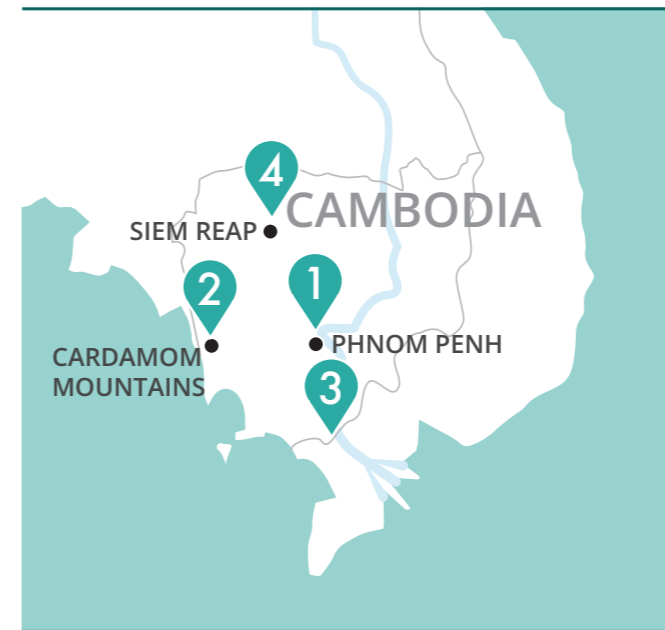 4
CAMBODIA
SIEM REAP
2
1
CARDAMOM
MOUNTAINS
PHNOM PENH
3